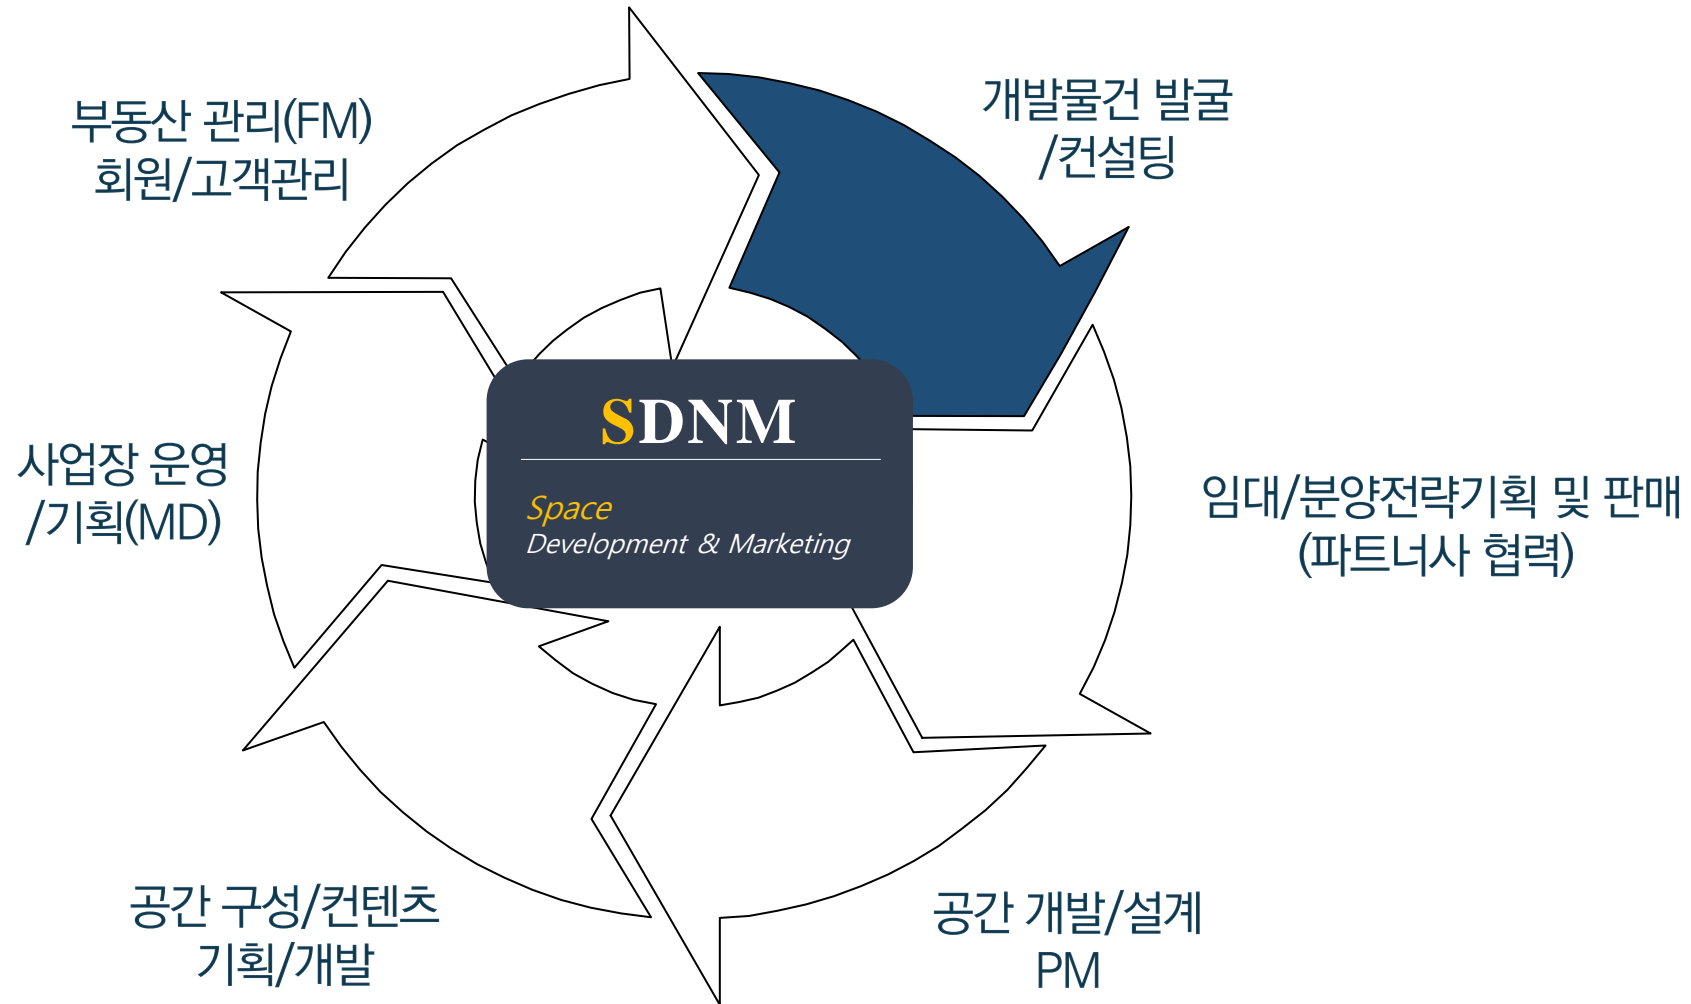 부동산 관리(FM)
회원/고객관리
개발물건 발굴
/컨설팅
사업장 운영
/기획(MD)
SDNM
Space
Development & Marketing
임대/분양전략기획 및 판매
(파트너사 협력)
공간 구성/컨텐츠
기획/개발
공간 개발/설계
PM